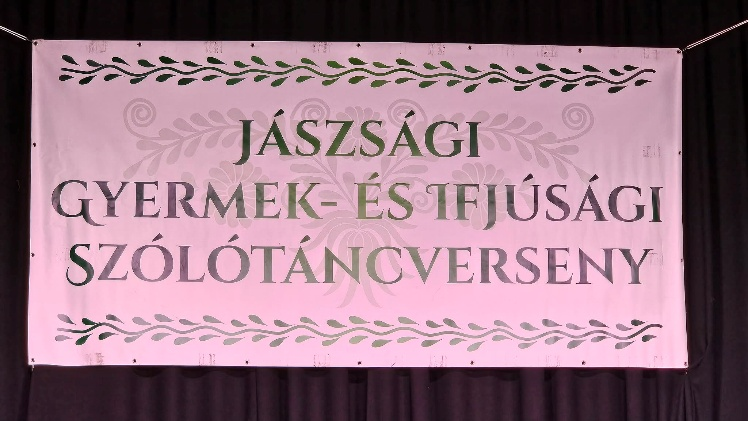 JÁSZSÁGI
GYERMEK- ÉS IFJÚSÁGI
SZÓLÓTÁNCVERSENY